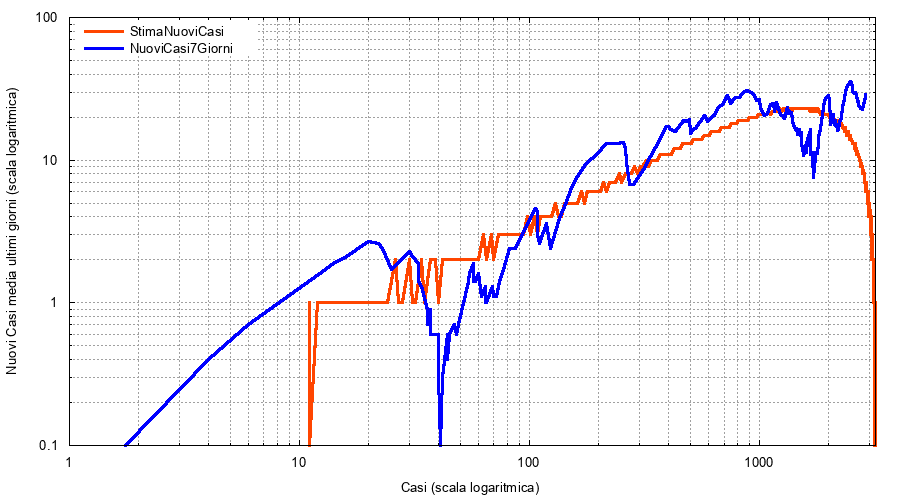 100
StimaNuoviCasi
NuoviCasi7Giorni
10
1
0.1
Nuovi Casi media ultimi giorni (scala logaritmica)
1 10 100 1000
Casi (scala logaritmica)